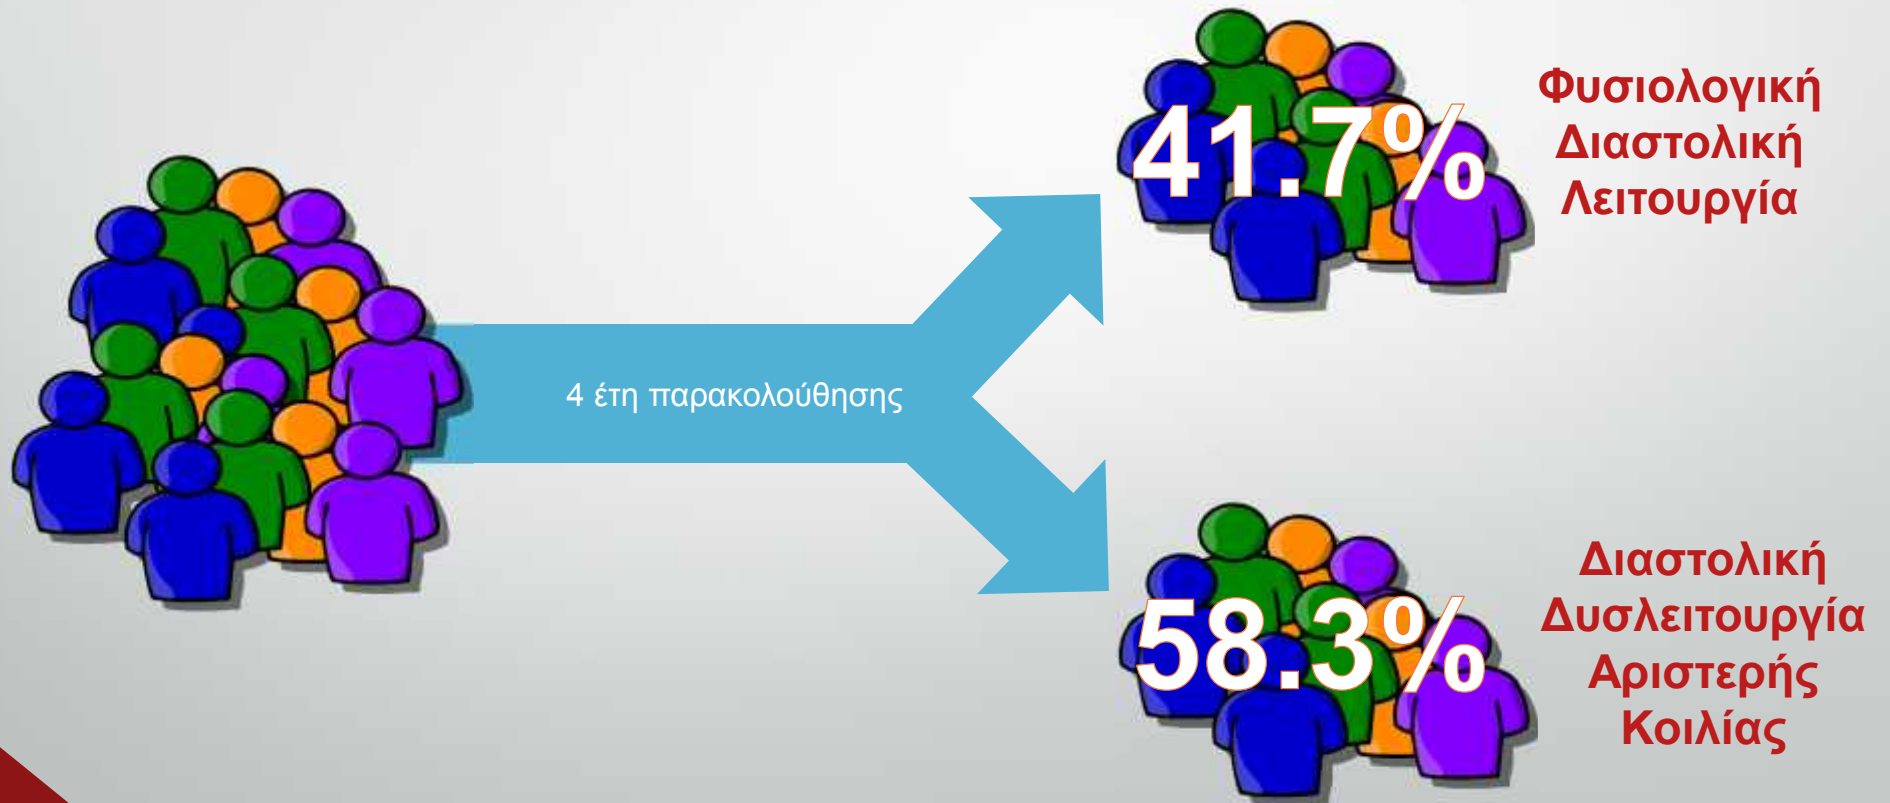 41.7%
Φυσιολογική
Διαστολική
Λειτουργία
4 έτη παρακολούθησης
58.3%
Διαστολική
Δυσλειτουργία
Αριστερής
Κοιλίας